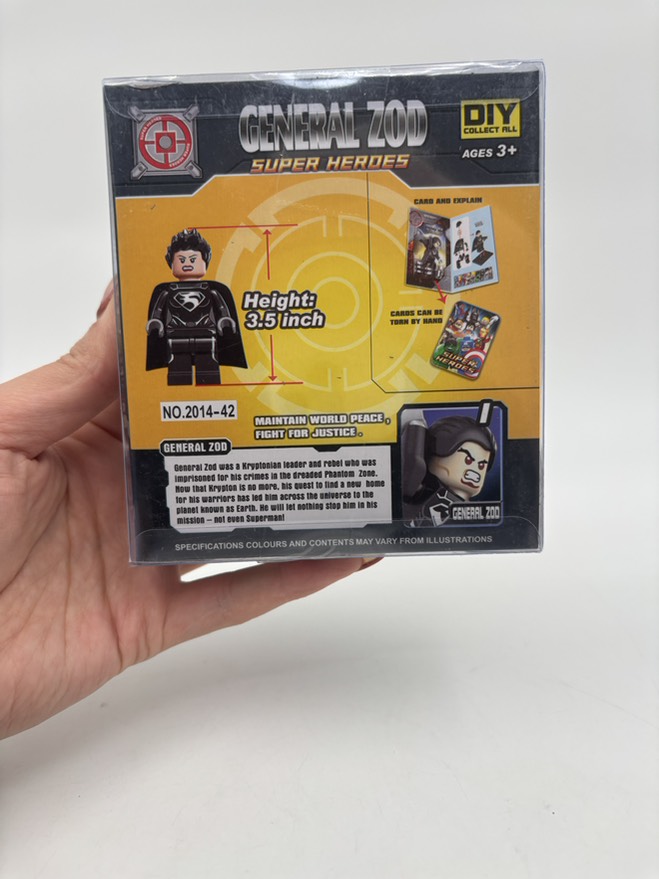 GENERAL ZOD
SUPER HEROES
DIY
COLLECT ALL
AGES 3+
CARD AND EXPLAIN
Height:
3.5 inch
CARDS CAN BE
TORN BY HAND
SUPER
HEROES
NO.2014-42
MAINTAIN WORLD PEACE,
FIGHT FOR JUSTICE.
GENERAL ZOD
General Zod was a Kryptonian leader and rebel who was
imprisoned for his crimes in the dreaded Phantom Zone.
Now that Krypton is no more, his quest to find a new home
for his warriors has led him across the universe to the
planet known as Earth. He will let nothing stop him in his
mission – not even Superman!
GENERAL ZOD
SPECIFICATIONS COLOURS AND CONTENTS MAY VARY FROM ILLUSTRATIONS